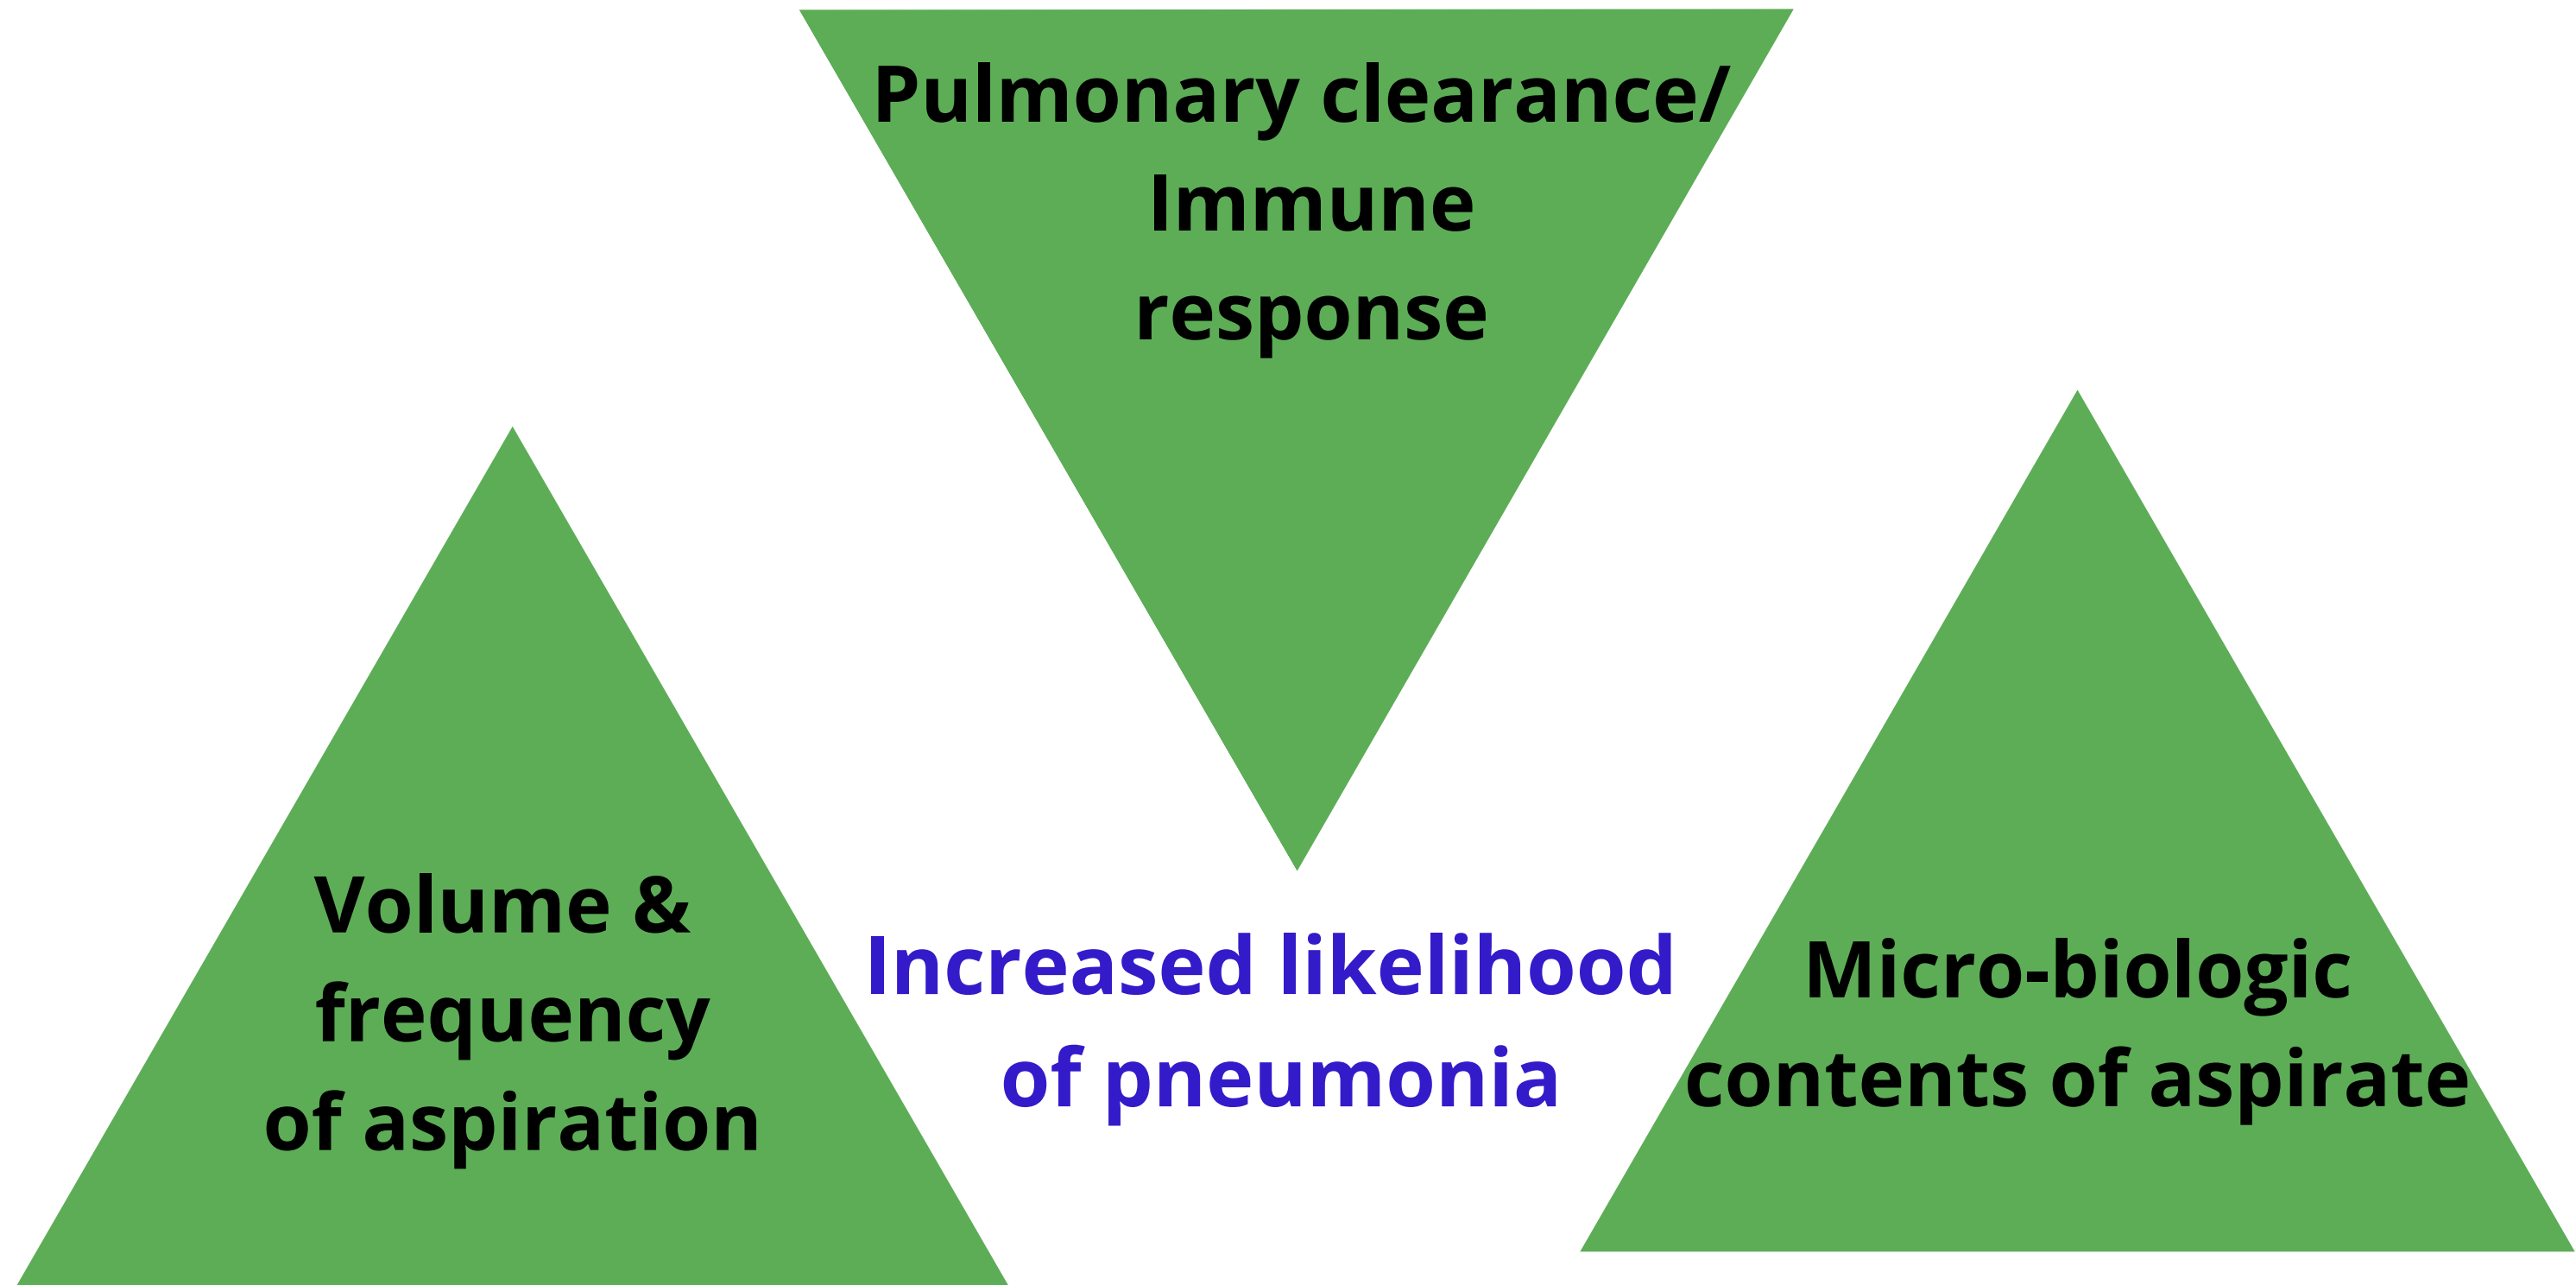 Pulmonary clearance/
Immune
response
Volume &
frequency
of aspiration
Increased likelihood
of pneumonia
Micro-biologic
contents of aspirate